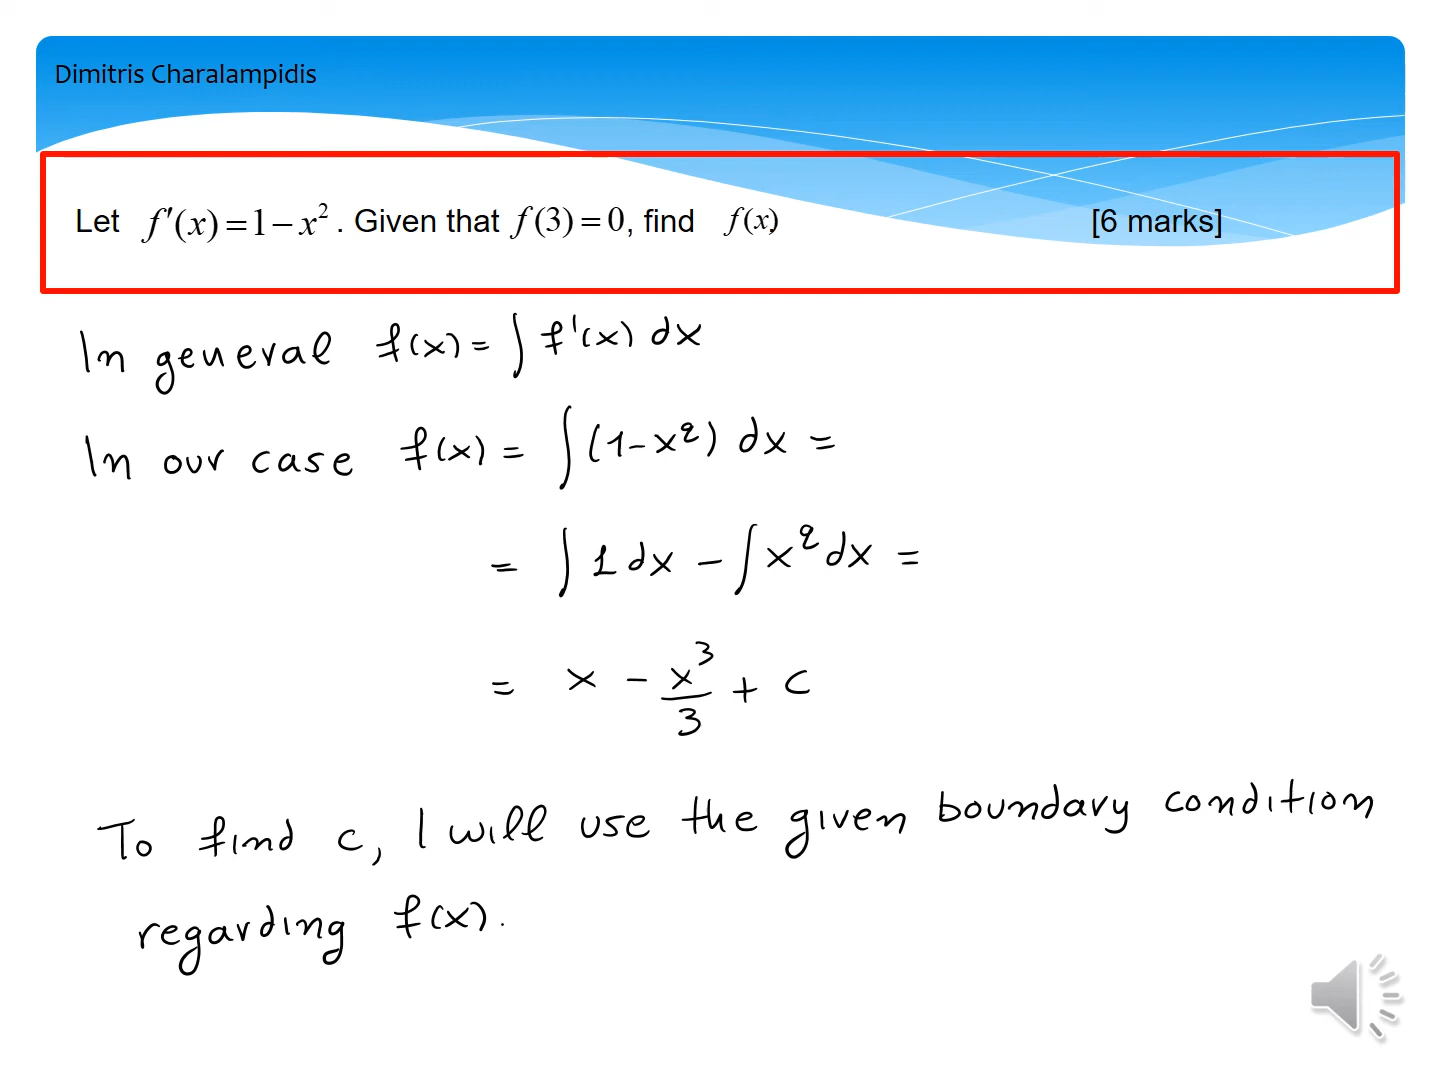 Dimitris Charalampidis
Let f′(x) = 1 − x². Given that f(3) = 0, find f(x) [6 marks]
In general f(x) = ∫ f'(x) dx
In our case f(x) = ∫ (1 − x²) dx =
= ∫ 1 dx − ∫ x² dx =
= x − x³/3 + c
To find c, I will use the given boundary condition
regarding f(x).